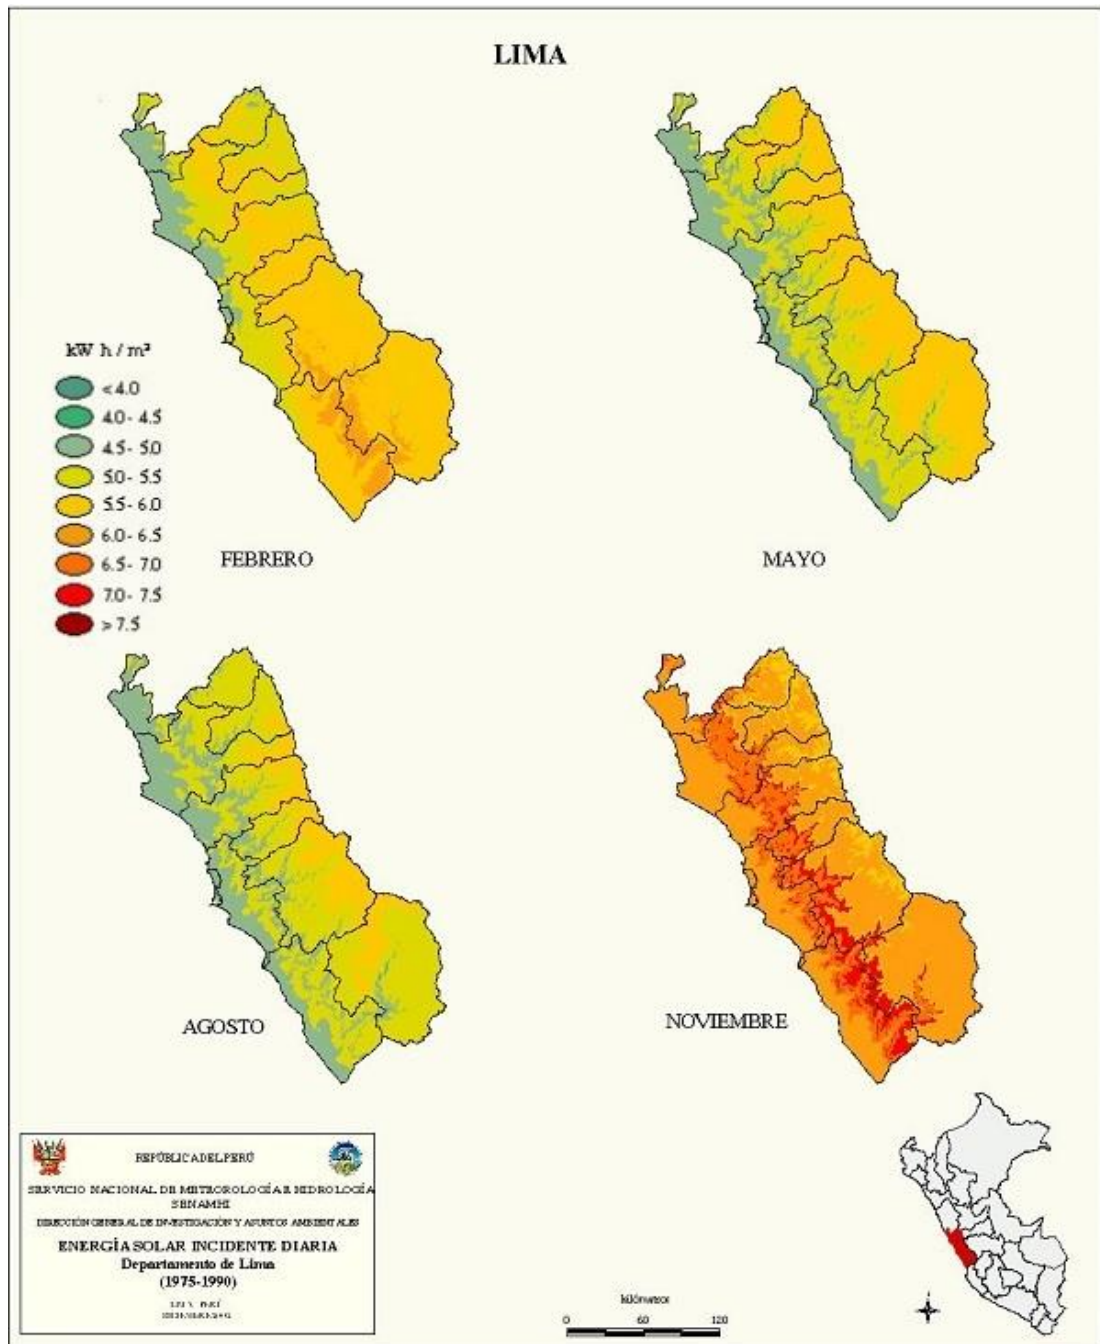 LIMA
kW h / m²
< 4.0
4.0 - 4.5
4.5 - 5.0
5.0 - 5.5
5.5 - 6.0
6.0 - 6.5
6.5 - 7.0
7.0 - 7.5
> 7.5
FEBRERO
MAYO
AGOSTO
NOVIEMBRE
REPÚBLICA DEL PERÚ
SERVICIO NACIONAL DE METEOROLOGÍA E HIDROLOGÍA
SENAMHI
DIRECCIÓN GENERAL DE INVESTIGACIÓN Y ASUNTOS AMBIENTALES
ENERGÍA SOLAR INCIDENTE DIARIA
Departamento de Lima
(1975-1990)
kilómetros
0 60 120